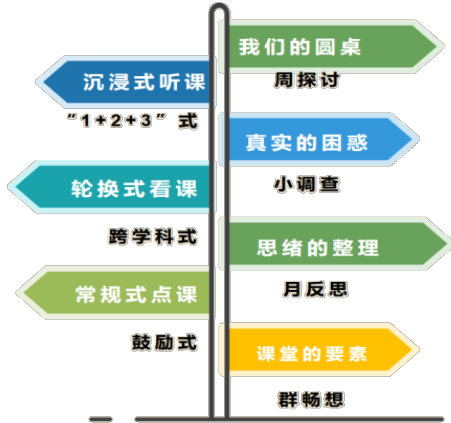 我们的圆桌
周探讨
沉浸式听课
"1+2+3"式
真实的困惑
小调查
轮换式看课
跨学科式
思绪的整理
月反思
常规式点课
鼓励式
课堂的要素
群畅想